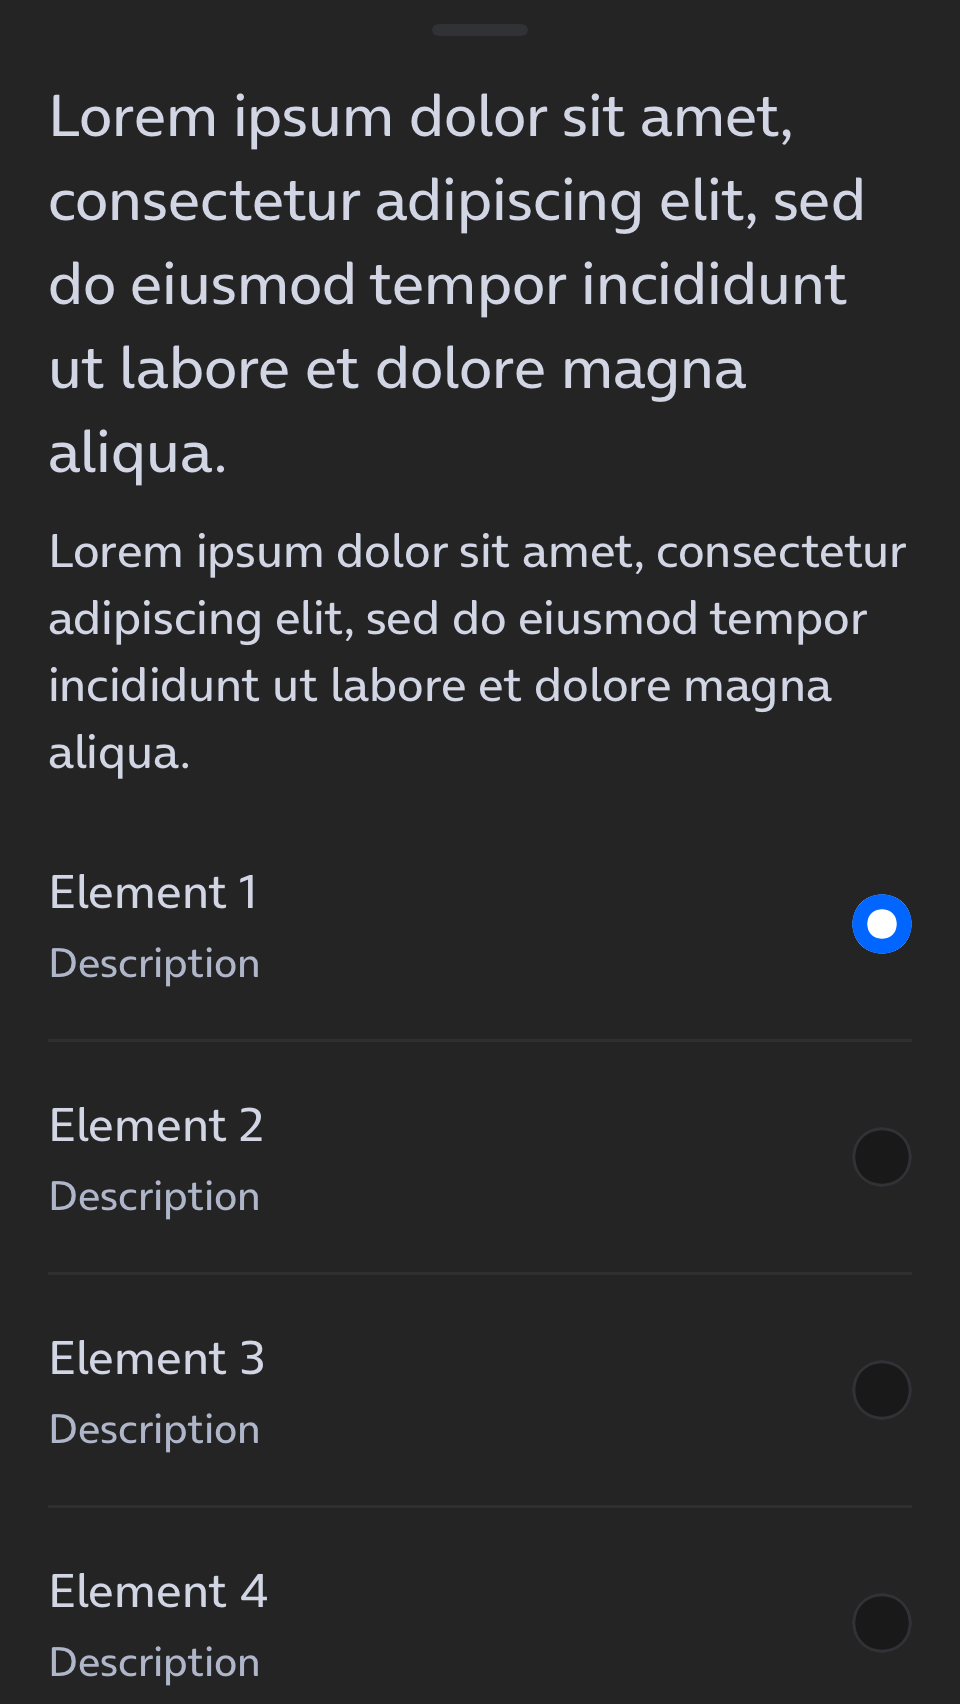 Lorem ipsum dolor sit amet,
consectetur adipiscing elit, sed
do eiusmod tempor incididunt
ut labore et dolore magna
aliqua.
Lorem ipsum dolor sit amet, consectetur
adipiscing elit, sed do eiusmod tempor
incididunt ut labore et dolore magna
aliqua.
Element 1
Description
Element 2
Description
Element 3
Description
Element 4
Description